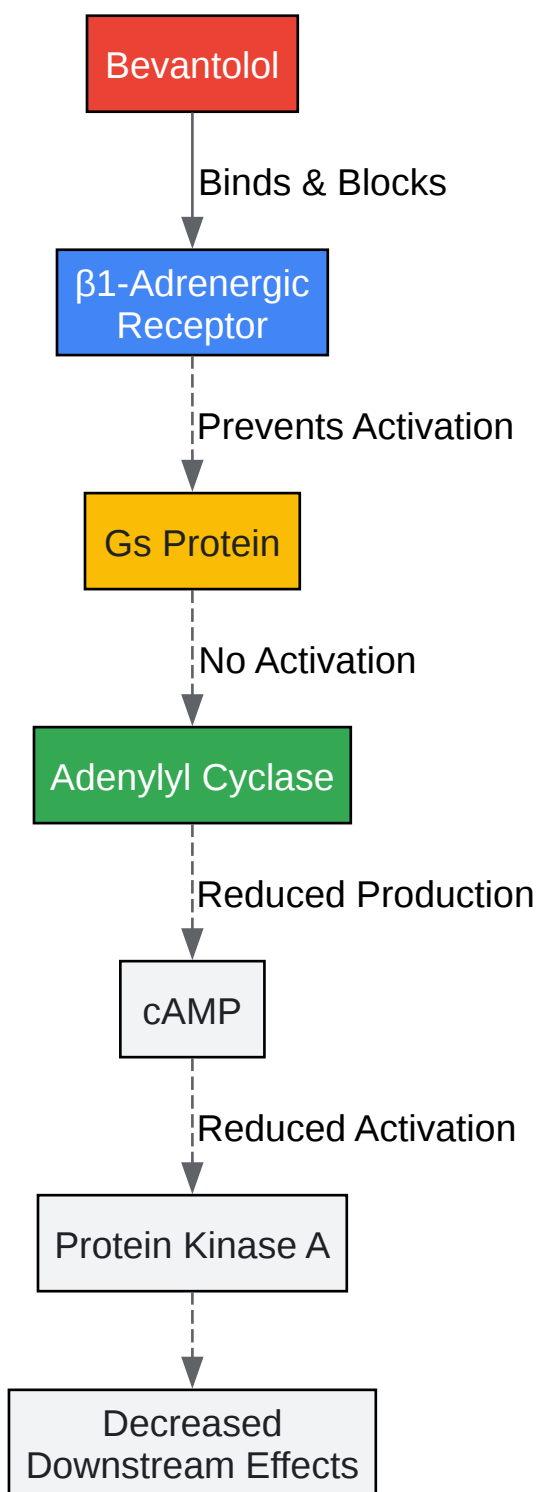 Bevantolol
Binds & Blocks
β1-Adrenergic
Receptor
Prevents Activation
Gs Protein
No Activation
Adenylyl Cyclase
Reduced Production
cAMP
Reduced Activation
Protein Kinase A
Decreased
Downstream Effects